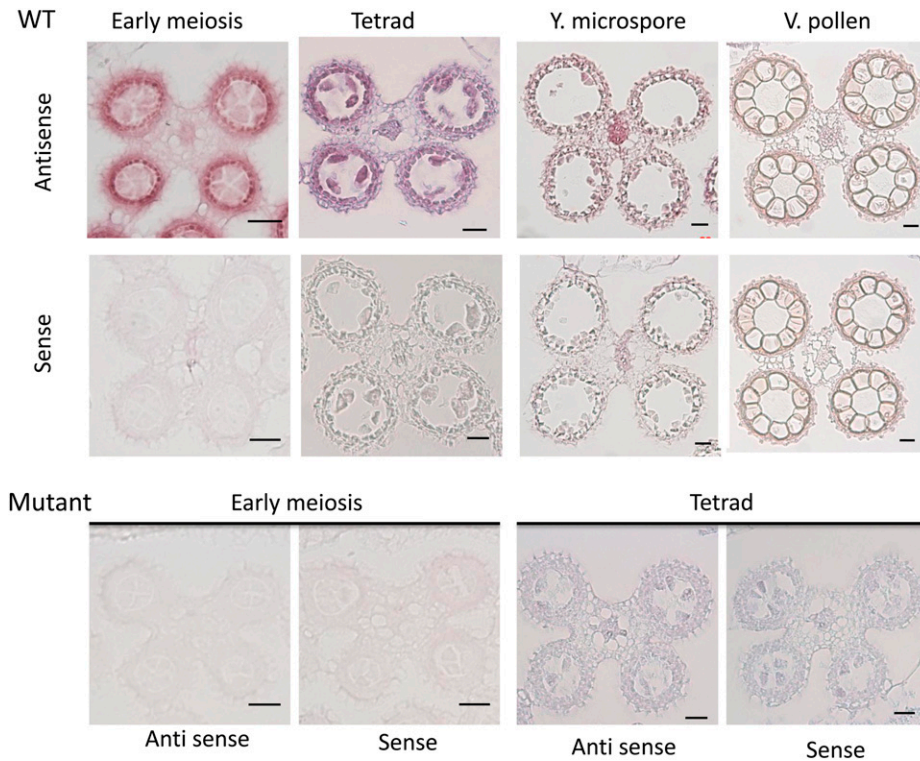 WT
Early meiosis
Tetrad
Y. microspore
V. pollen
Antisense
Sense
Mutant
Early meiosis
Tetrad
Anti sense
Sense
Anti sense
Sense